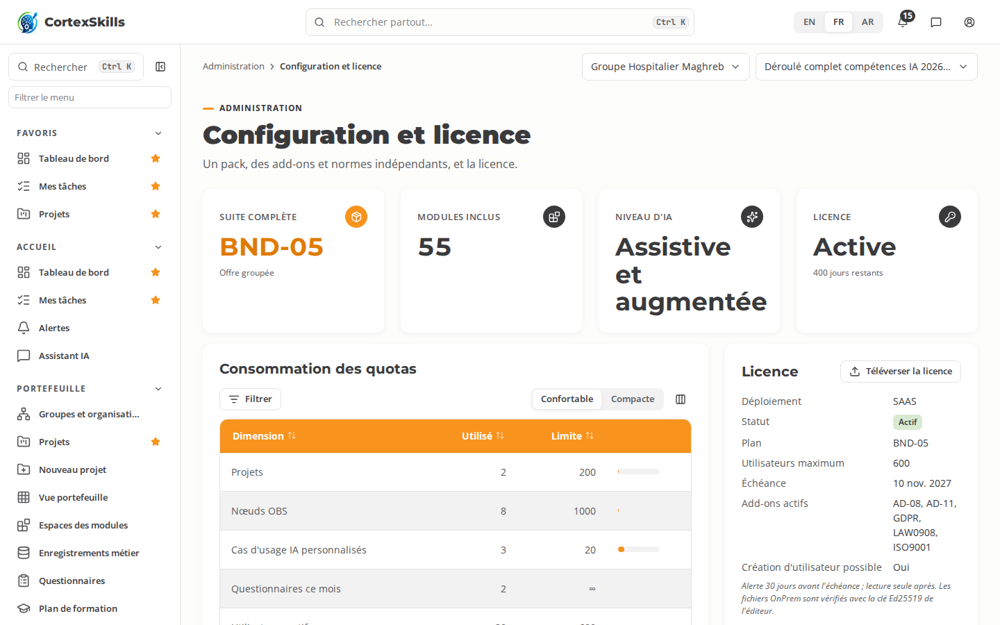 CortexSkills
Rechercher partout...
Ctrl K
EN FR AR
15
Rechercher Ctrl K
Filtrer le menu
FAVORIS
Tableau de bord
Mes tâches
Projets
ACCUEIL
Tableau de bord
Mes tâches
Alertes
Assistant IA
PORTEFEUILLE
Groupes et organisati...
Projets
Nouveau projet
Vue portefeuille
Espaces des modules
Enregistrements métier
Questionnaires
Plan de formation
Administration > Configuration et licence
Groupe Hospitalier Maghreb
Déroulé complet compétences IA 2026...
ADMINISTRATION
Configuration et licence
Un pack, des add-ons et normes indépendants, et la licence.
SUITE COMPLÈTE
BND-05
Offre groupée
MODULES INCLUS
55
NIVEAU D'IA
Assistive
et
augmentée
LICENCE
Active
400 jours restants
Consommation des quotas
Filtrer
Confortable Compacte
Dimension Utilisé Limite
Projets 2 200
Nœuds OBS 8 1000
Cas d'usage IA personnalisés 3 20
Questionnaires ce mois 2 ∞
Licence
Téléverser la licence
Déploiement SAAS
Statut Actif
Plan BND-05
Utilisateurs maximum 600
Échéance 10 nov. 2027
Add-ons actifs AD-08, AD-11,
GDPR,
LAW0908,
ISO9001
Création d'utilisateur possible Oui
Alerte 30 jours avant l'échéance ; lecture seule après. Les
fichiers OnPrem sont vérifiés avec la clé Ed25519 de
l'éditeur.